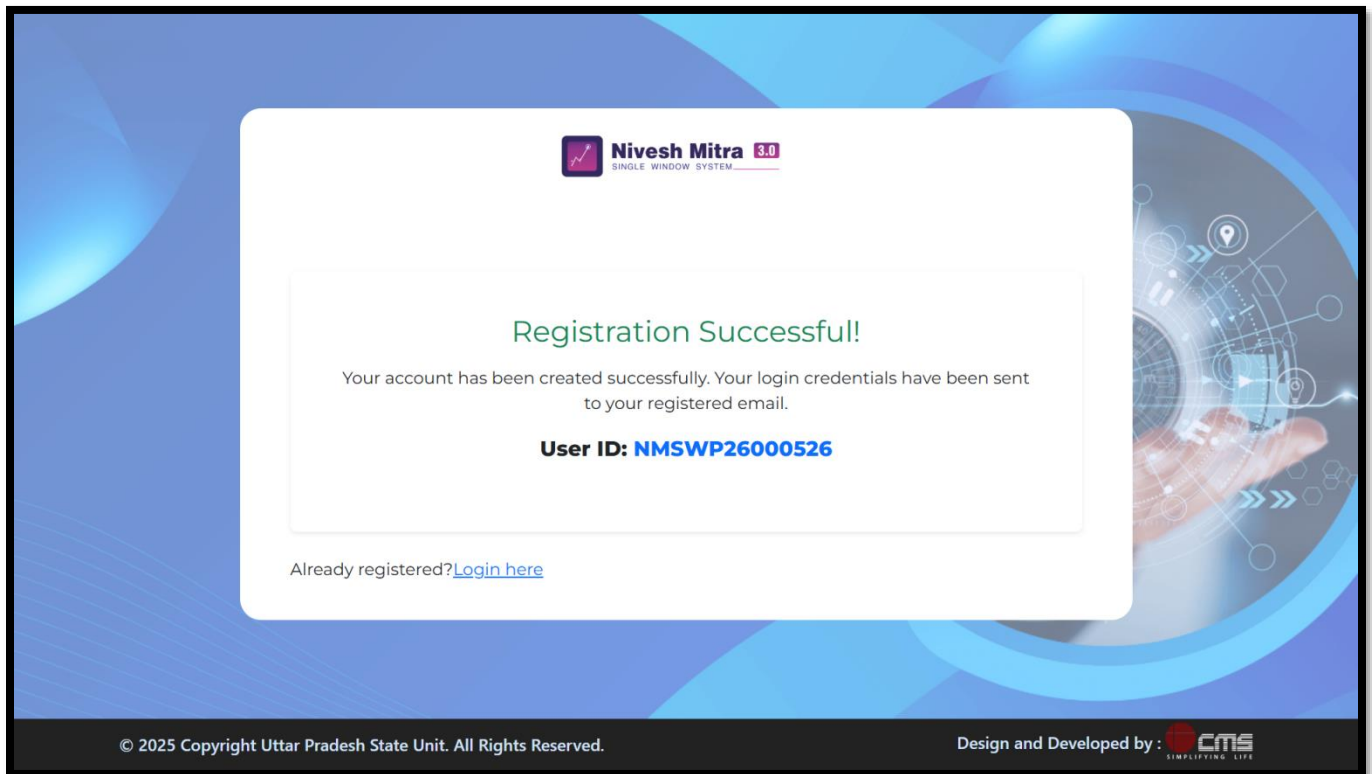 Nivesh Mitra 3.0
SINGLE WINDOW SYSTEM
Registration Successful!
Your account has been created successfully. Your login credentials have been sent
to your registered email.
User ID: NMSWP26000526
Already registered?Login here
© 2025 Copyright Uttar Pradesh State Unit. All Rights Reserved.
Design and Developed by : cms
SIMPLIFYING LIFE